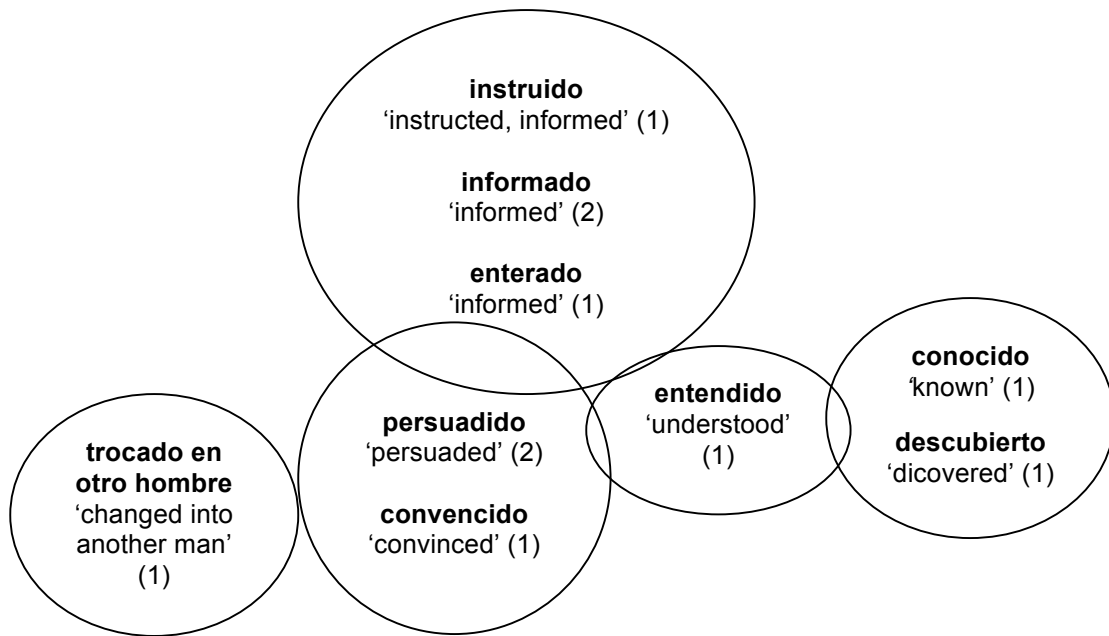 instruido
‘instructed, informed’ (1)
informado
‘informed’ (2)
enterado
‘informed’ (1)
trocado en
otro hombre
‘changed into
another man’
(1)
persuadido
‘persuaded’ (2)
convencido
‘convinced’ (1)
entendido
‘understood’
(1)
conocido
‘known’ (1)
descubierto
‘dicovered’ (1)